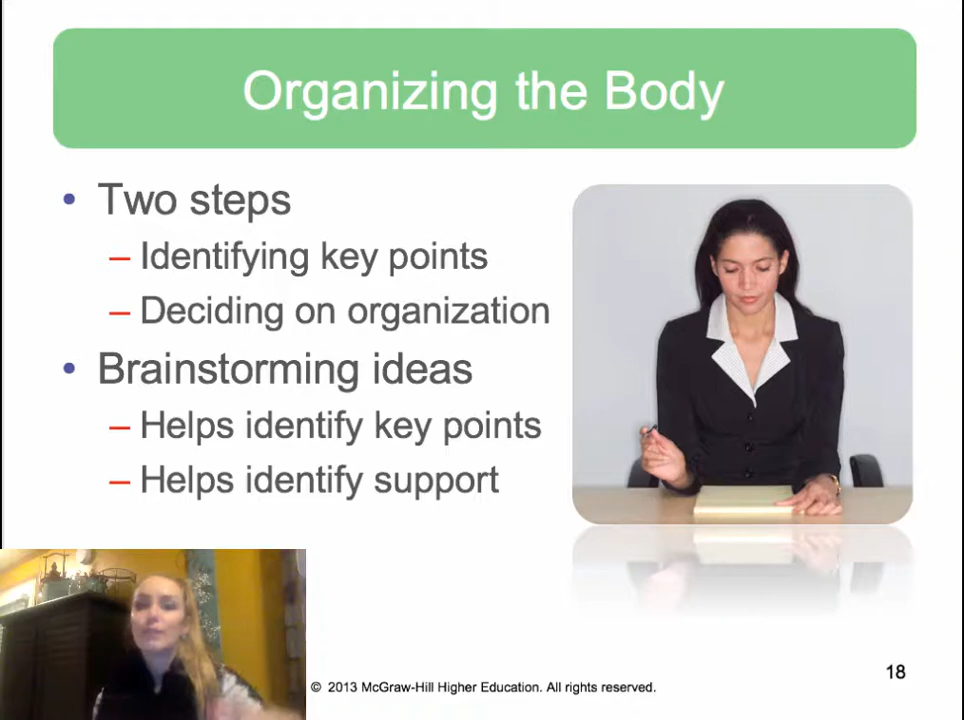 Organizing the Body
• Two steps
– Identifying key points
– Deciding on organization
• Brainstorming ideas
– Helps identify key points
– Helps identify support
18
© 2013 McGraw-Hill Higher Education. All rights reserved.